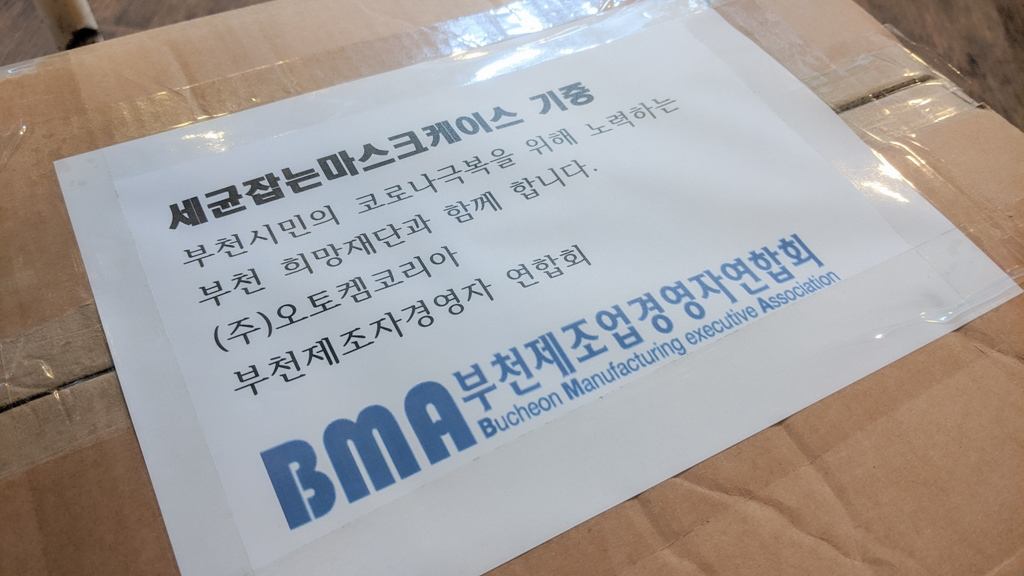 세균잡는마스크케이스 기증
부천시민의 코로나극복을 위해 노력하는
부천 희망재단과 함께 합니다.
(주)오토켐코리아
부천제조자경영자 연합회
BMA 부천제조업경영자연합회
Bucheon Manufacturing executive Association